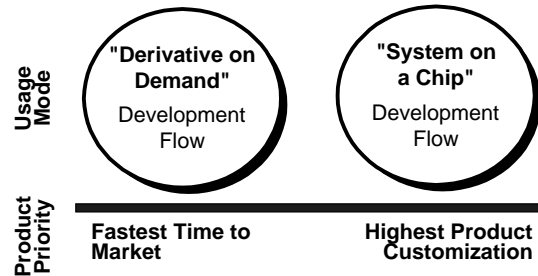 Usage
Mode
"Derivative on
Demand"
Development
Flow
"System on
a Chip"
Development
Flow
Product
Priority
Fastest Time to
Market
Highest Product
Customization